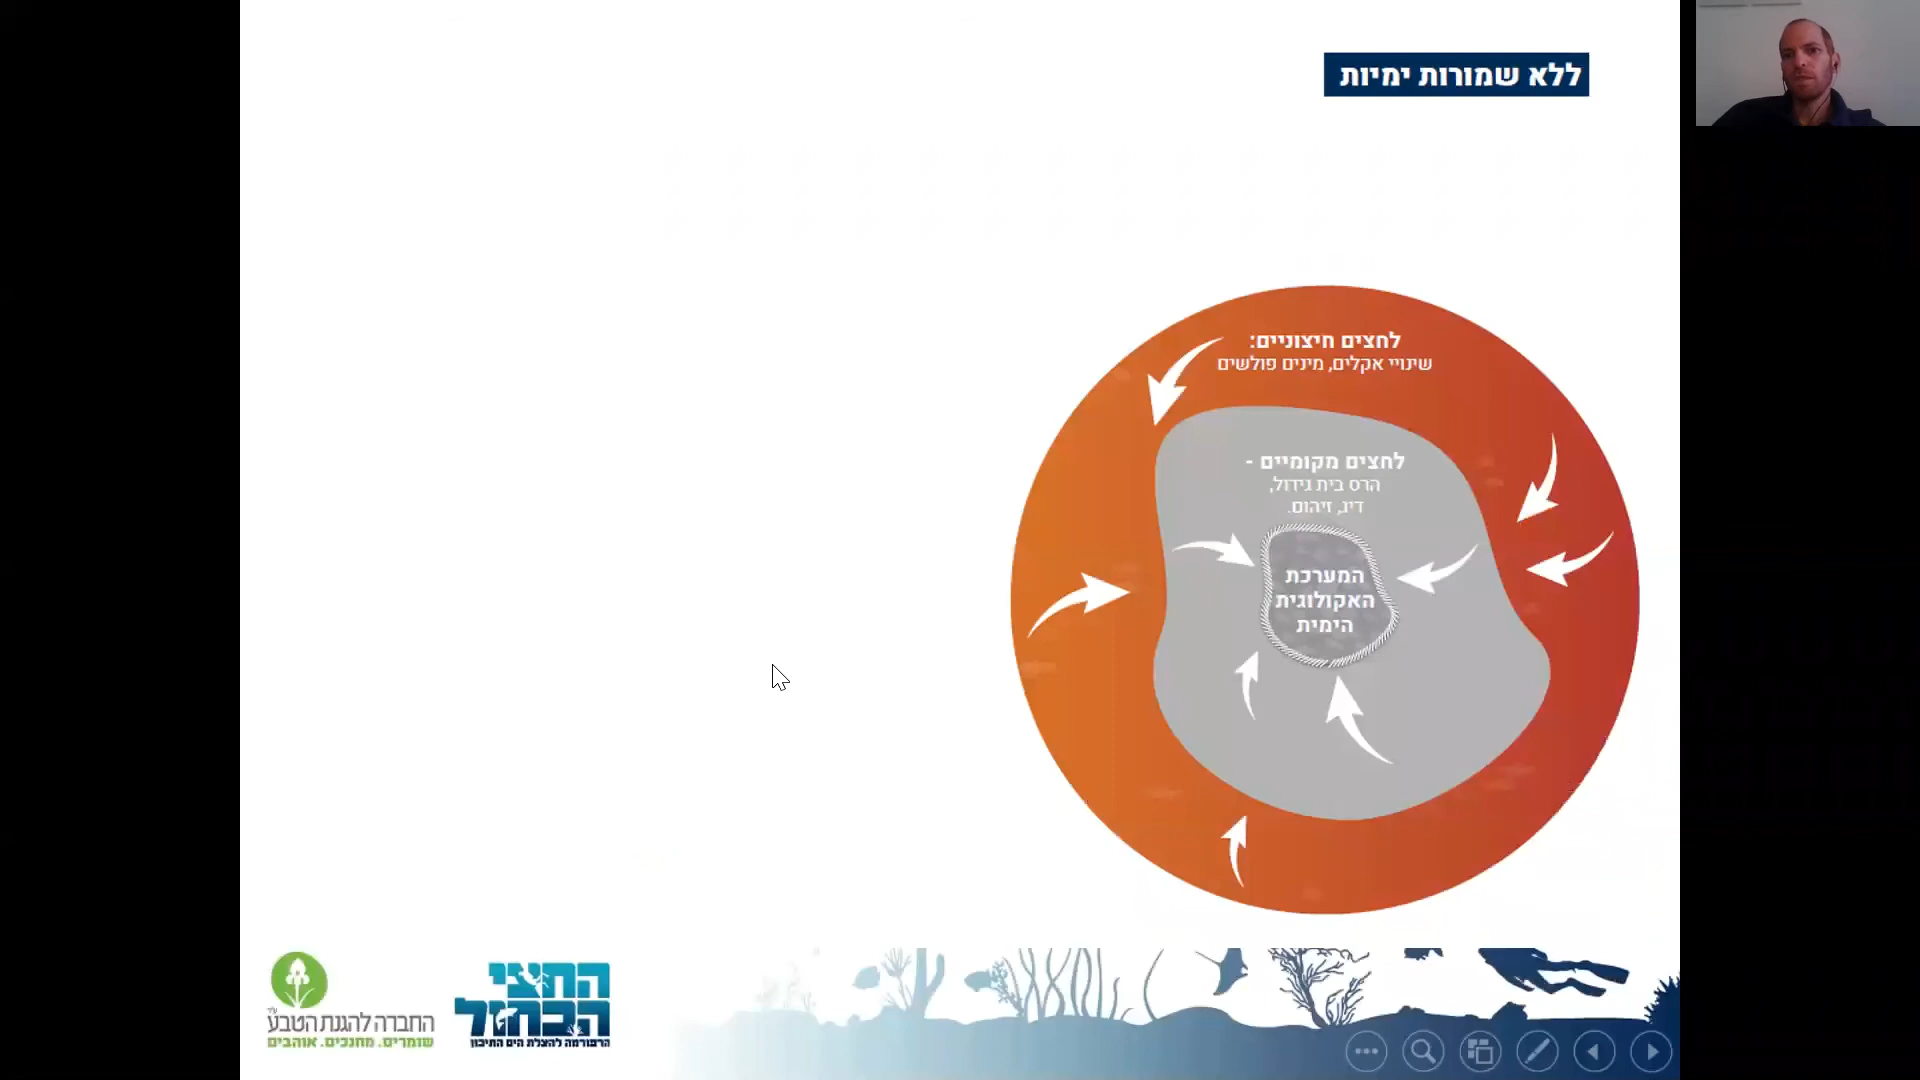 ללא שמורות ימיות
לחצים חיצוניים:
שינויי אקלים, מינים פולשים
לחצים מקומיים -
הרס בית גידול,
דיג, זיהום.
המערכת
האקולוגית
הימית
החצי
הכחול
הרפורמה להצלת הים התיכון
החברה להגנת הטבע
שומרים. מחנכים. אוהבים